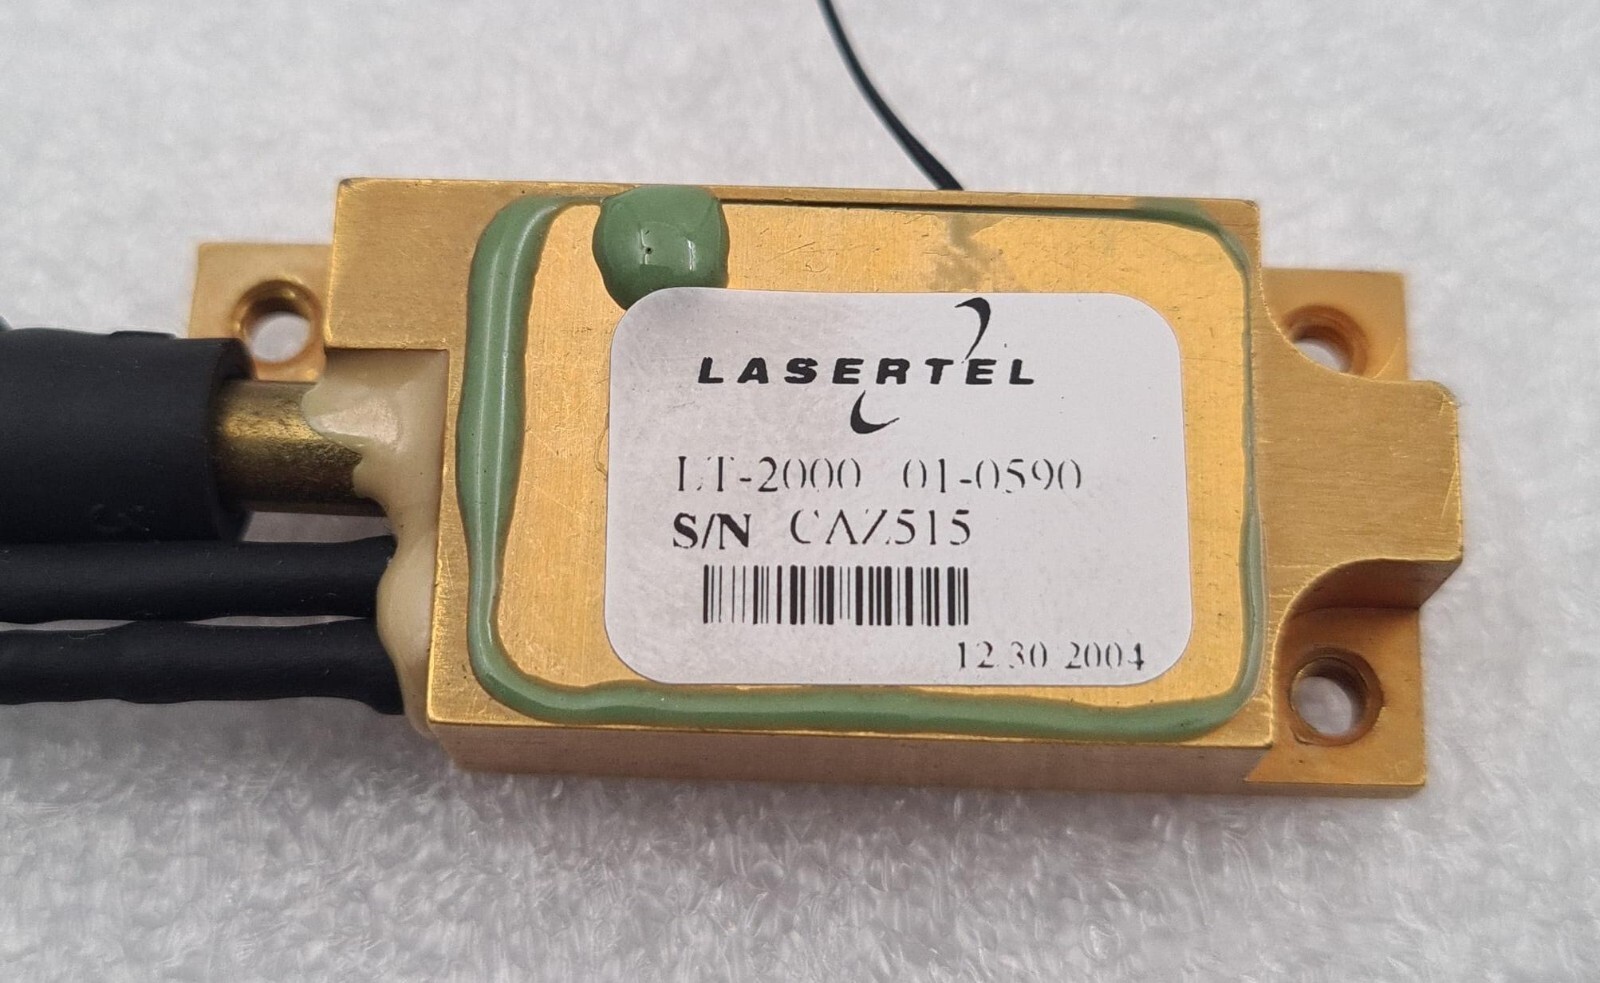 LASERTEL
LT-2000 01-0590
S/N CAZ515
12.30.2004